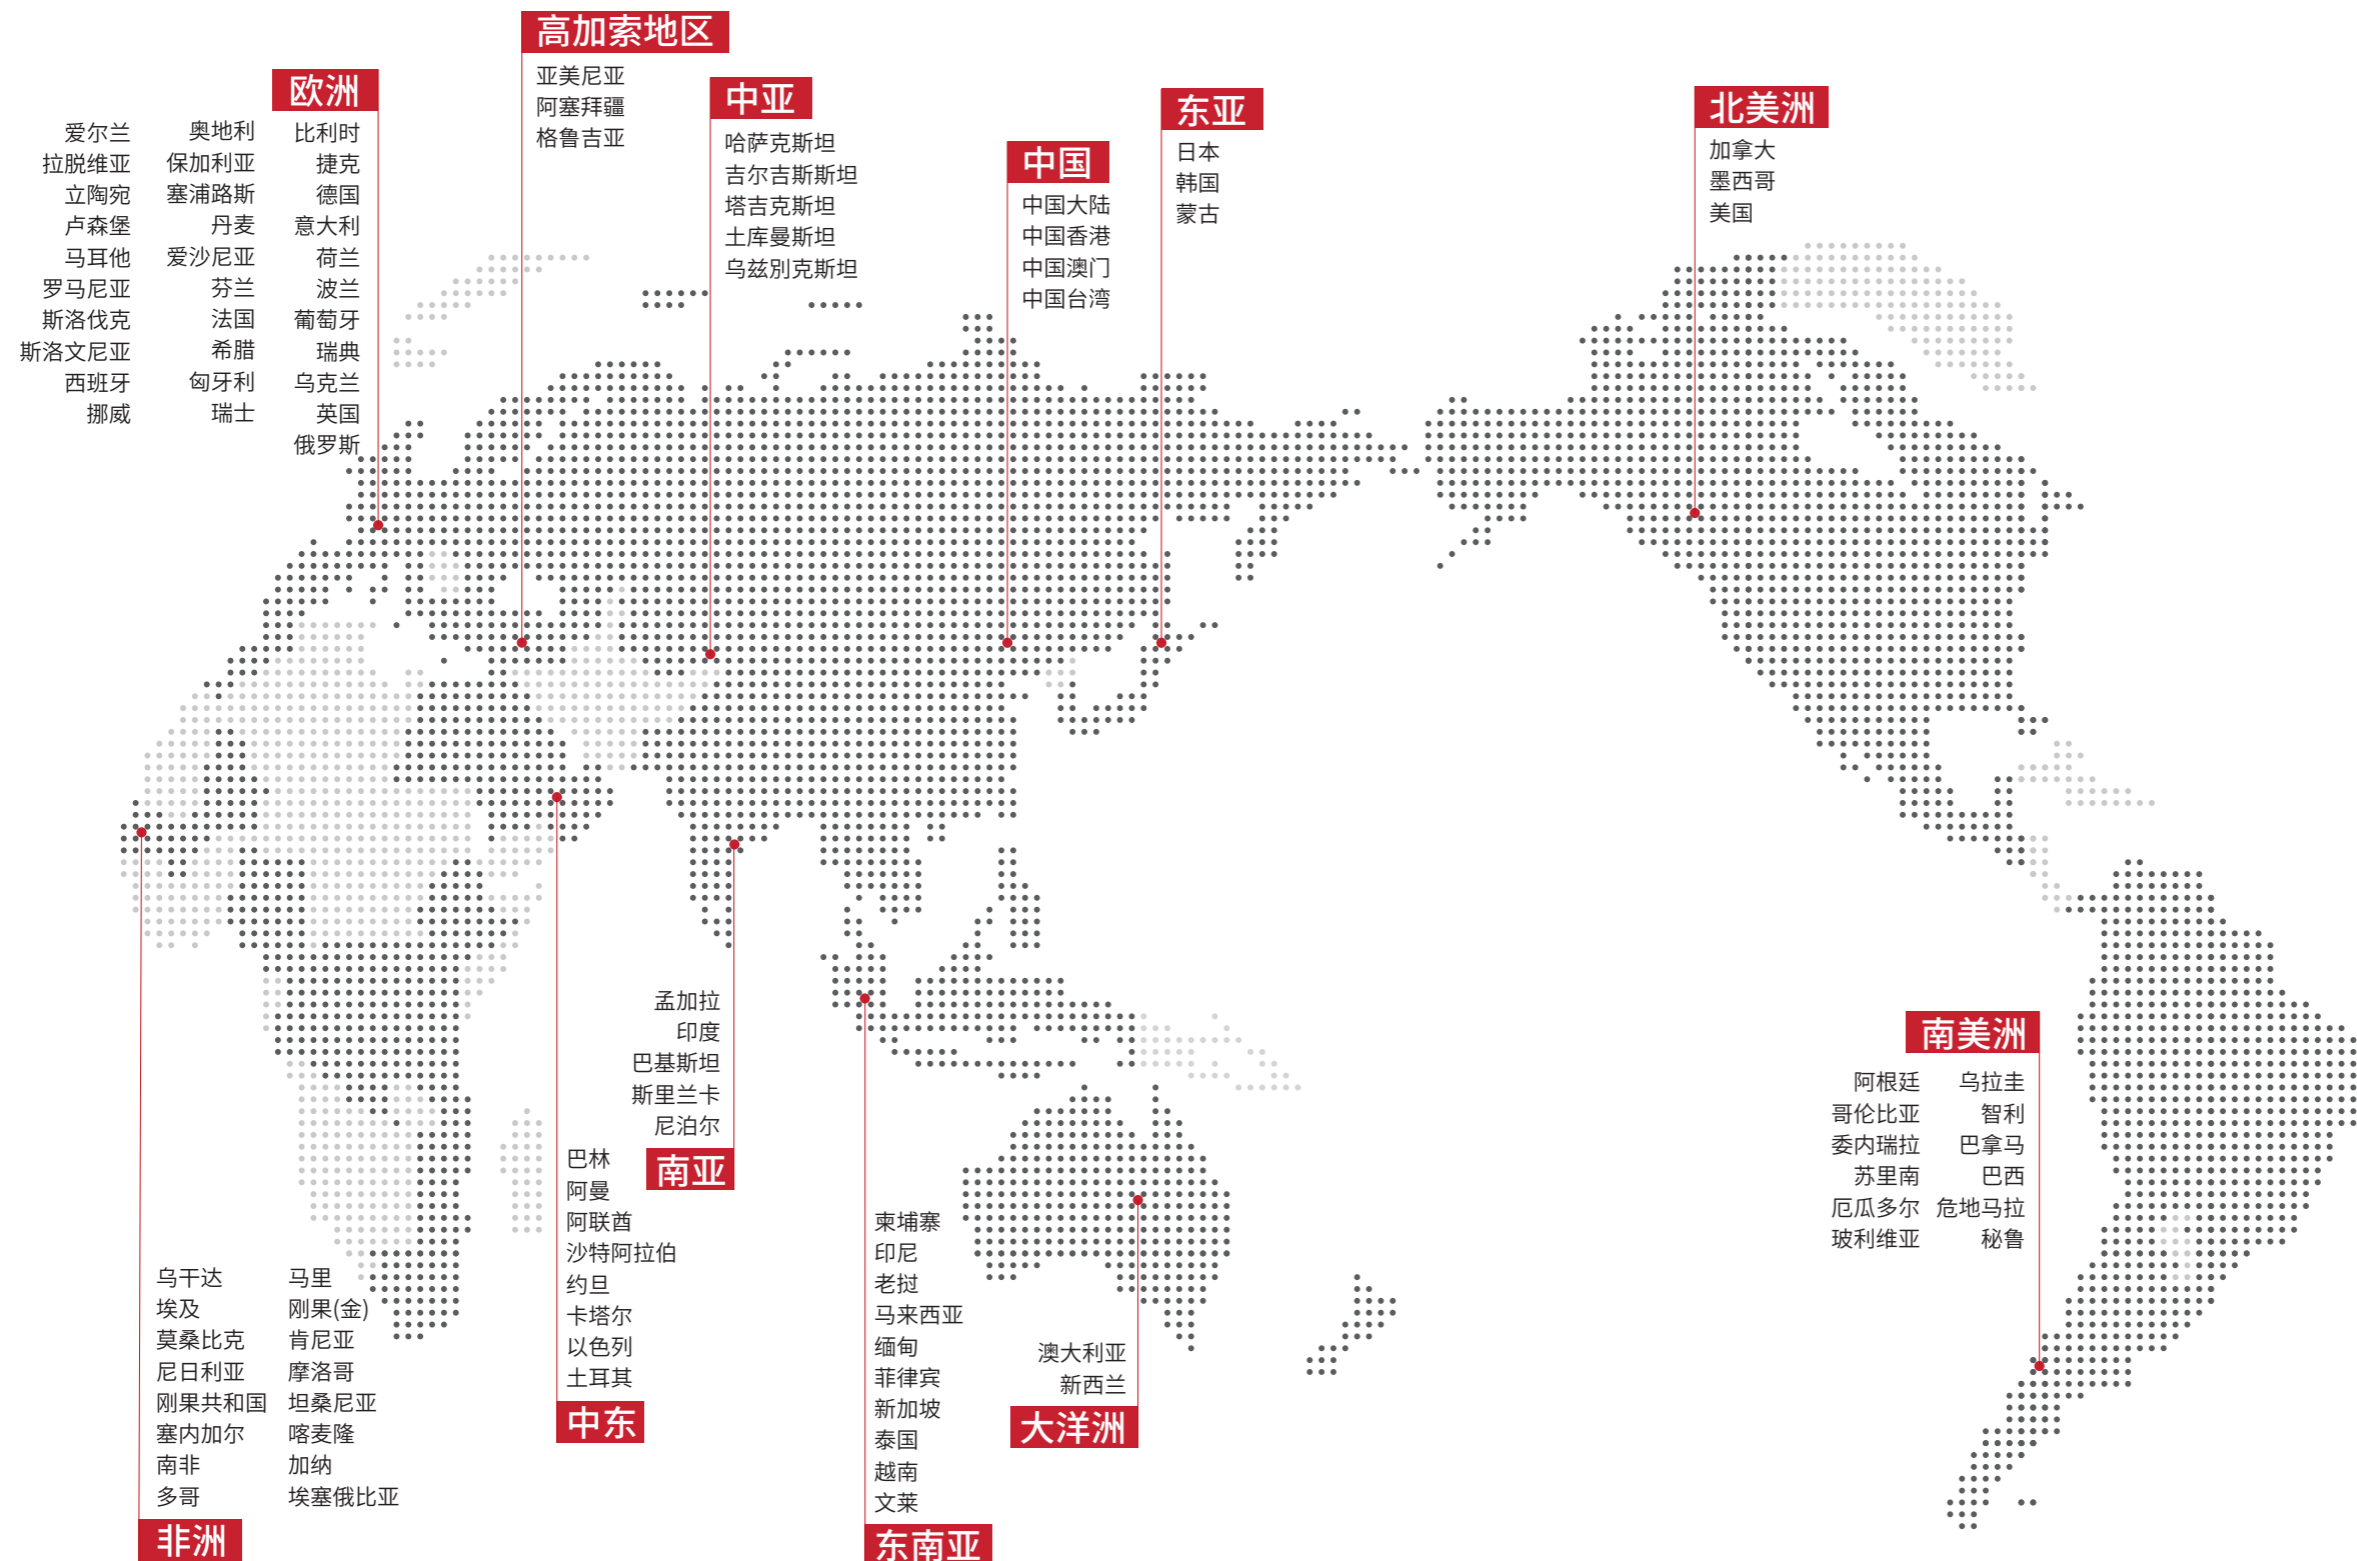 高加索地区
亚美尼亚
阿塞拜疆
格鲁吉亚
欧洲
爱尔兰
拉脱维亚
立陶宛
卢森堡
马耳他
罗马尼亚
斯洛伐克
斯洛文尼亚
西班牙
挪威
奥地利
保加利亚
塞浦路斯
丹麦
爱沙尼亚
芬兰
法国
希腊
匈牙利
瑞士
比利时
捷克
德国
意大利
荷兰
波兰
葡萄牙
瑞典
乌克兰
英国
俄罗斯
中亚
哈萨克斯坦
吉尔吉斯斯坦
塔吉克斯坦
土库曼斯坦
乌兹別克斯坦
中国
中国大陆
中国香港
中国澳门
中国台湾
东亚
日本
韩国
蒙古
北美洲
加拿大
墨西哥
美国
孟加拉
印度
巴基斯坦
斯里兰卡
尼泊尔
南亚
巴林
阿曼
阿联酋
沙特阿拉伯
约旦
卡塔尔
以色列
土耳其
中东
乌干达
埃及
莫桑比克
尼日利亚
刚果共和国
塞内加尔
南非
多哥
马里
刚果(金)
肯尼亚
摩洛哥
坦桑尼亚
喀麦隆
加纳
埃塞俄比亚
非洲
柬埔寨
印尼
老挝
马来西亚
缅甸
菲律宾
新加坡
泰国
越南
文莱
东南亚
澳大利亚
新西兰
大洋洲
南美洲
阿根廷
哥伦比亚
委内瑞拉
苏里南
厄瓜多尔
玻利维亚
乌拉圭
智利
巴拿马
巴西
危地马拉
秘鲁